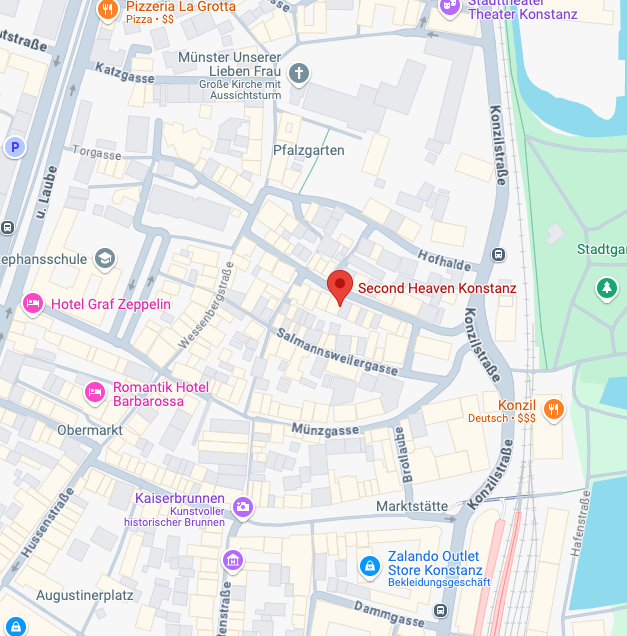 Pizzeria La Grotta
Pizza • $$
Stadttheater
Theater Konstanz
Katzgasse
Münster Unserer
Lieben Frau
Große Kirche mit
Aussichtsturm
Konzilstraße
P
Torgasse
Pfalzgarten
u. Laube
Hofhalde
Stadtgar
ephansschule
Second Heaven Konstanz
Hotel Graf Zeppelin
Wessenbergstraße
Salmannsweilergasse
Konzilstraße
Romantik Hotel
Barbarossa
Konzil
Deutsch • $$$
Obermarkt
Münzgasse
Brotlaube
Konzilstraße
Kaiserbrunnen
Kunstvoller
historischer Brunnen
Marktstätte
Hussenstraße
Hafenstraße
Zalando Outlet
Store Konstanz
Bekleidungsgeschäft
Augustinerplatz
enstraße
Dammgasse